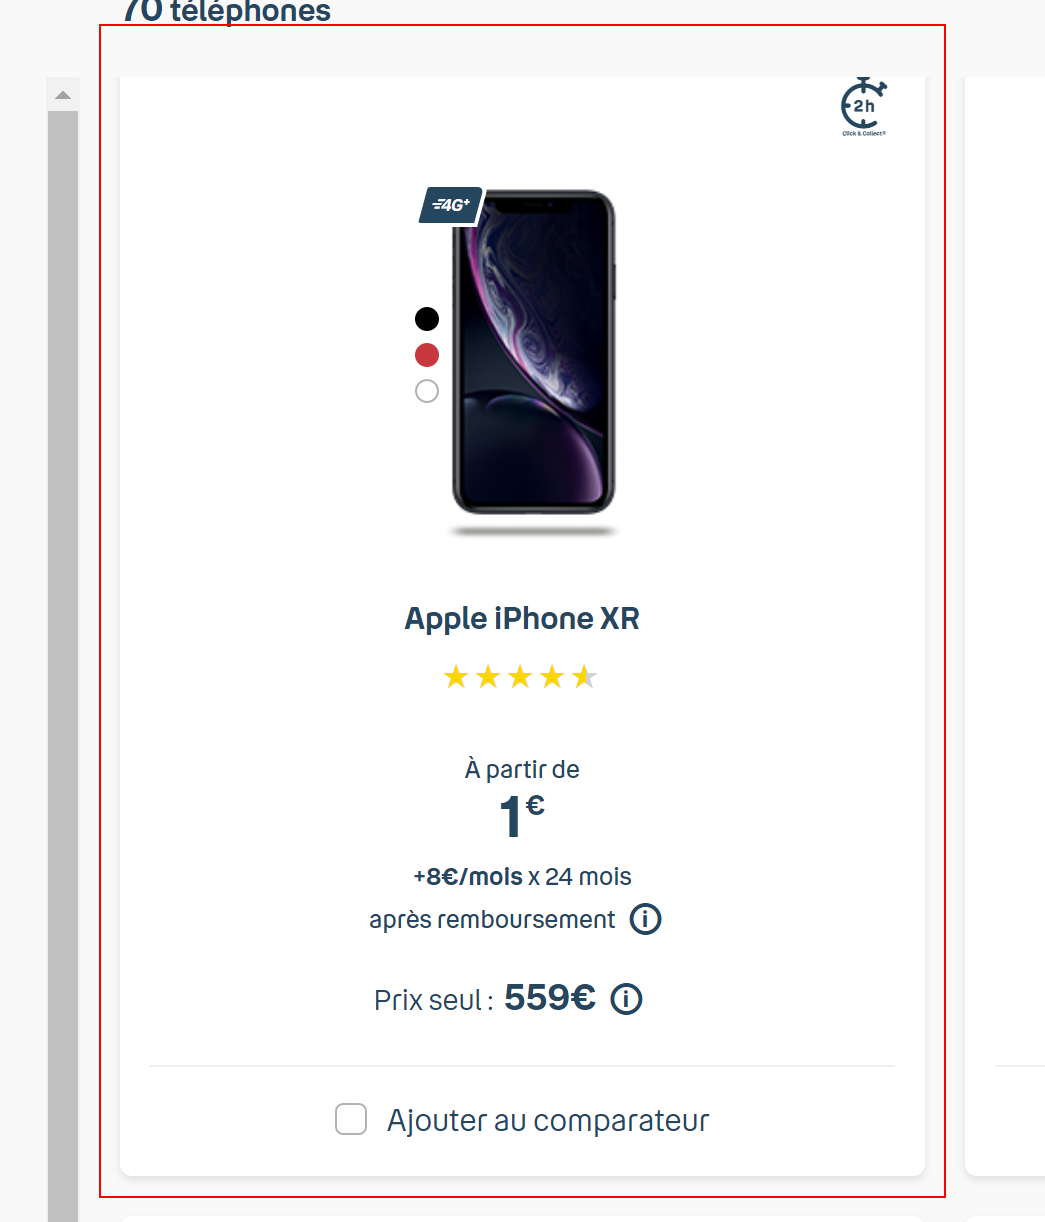 70 téléphones
2h
Click & Collect®
4G+
Apple iPhone XR
À partir de
1€
+8€/mois x 24 mois
après remboursement i
Prix seul : 559€ i
Ajouter au comparateur